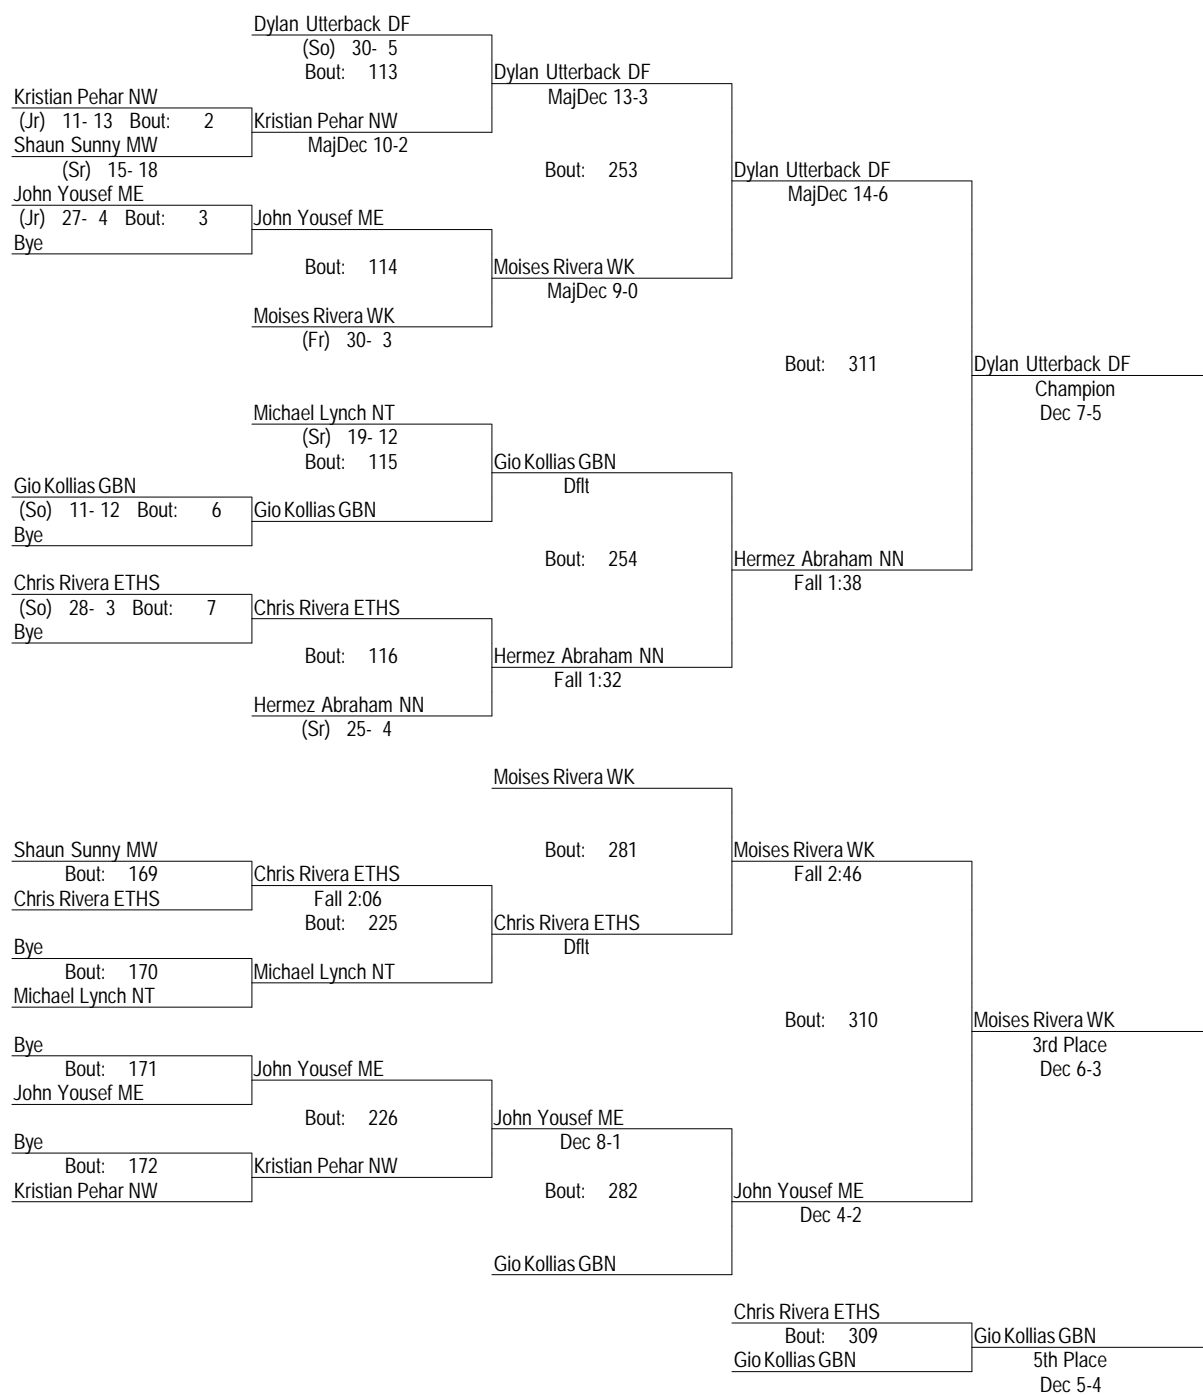 Dylan Utterback DF
(So) 30- 5
Bout: 113
Dylan Utterback DF
MajDec 13-3
Kristian Pehar NW
(Jr) 11- 13 Bout: 2
Kristian Pehar NW
MajDec 10-2
Shaun Sunny MW
(Sr) 15- 18
Bout: 253
Dylan Utterback DF
MajDec 14-6
John Yousef ME
(Jr) 27- 4 Bout: 3
John Yousef ME
Bye
Bout: 114
Moises Rivera WK
MajDec 9-0
Moises Rivera WK
(Fr) 30- 3
Bout: 311
Dylan Utterback DF
Champion
Dec 7-5
Michael Lynch NT
(Sr) 19- 12
Bout: 115
Gio Kollias GBN
Dflt
Gio Kollias GBN
(So) 11- 12 Bout: 6
Gio Kollias GBN
Bye
Bout: 254
Hermez Abraham NN
Fall 1:38
Chris Rivera ETHS
(So) 28- 3 Bout: 7
Chris Rivera ETHS
Bye
Bout: 116
Hermez Abraham NN
Fall 1:32
Hermez Abraham NN
(Sr) 25- 4
Moises Rivera WK
Shaun Sunny MW
Bout: 169
Chris Rivera ETHS
Chris Rivera ETHS
Fall 2:06
Bout: 281
Moises Rivera WK
Fall 2:46
Bout: 225
Chris Rivera ETHS
Dflt
Bye
Bout: 170
Michael Lynch NT
Michael Lynch NT
Bout: 310
Moises Rivera WK
3rd Place
Dec 6-3
Bye
Bout: 171
John Yousef ME
John Yousef ME
Bout: 226
John Yousef ME
Dec 8-1
Bye
Bout: 172
Kristian Pehar NW
Kristian Pehar NW
Bout: 282
John Yousef ME
Dec 4-2
Gio Kollias GBN
Chris Rivera ETHS
Bout: 309
Gio Kollias GBN
Gio Kollias GBN
5th Place
Dec 5-4